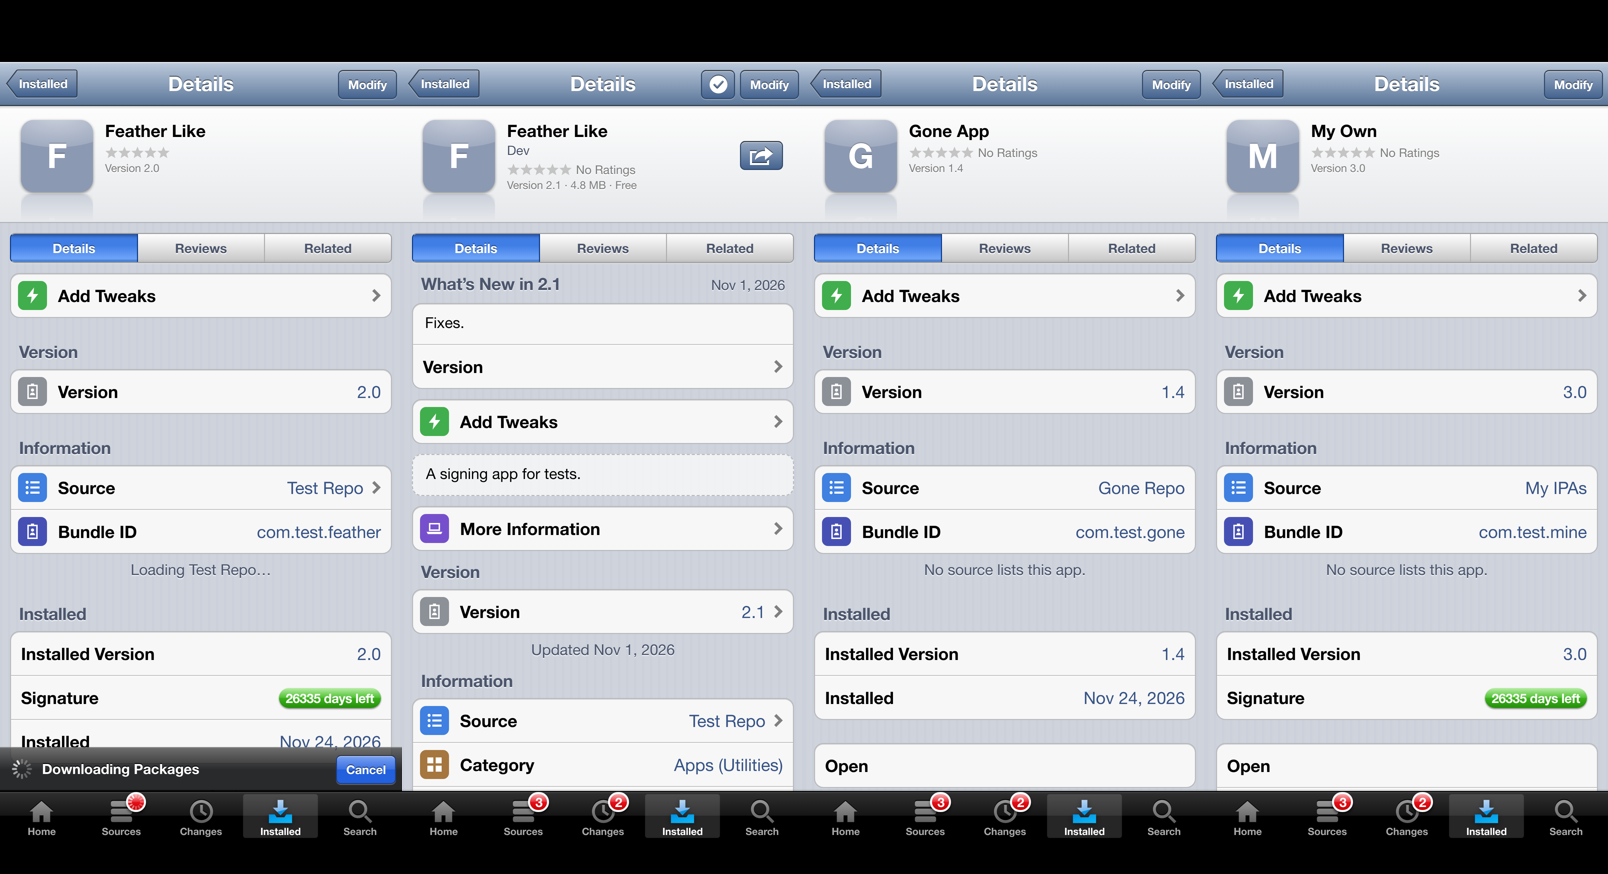 Installed
Details
Modify
F
Feather Like
Version 2.0
Details
Reviews
Related
Add Tweaks
Version
Version
2.0
Information
Source
Test Repo
Bundle ID
com.test.feather
Loading Test Repo…
Installed
Installed Version
2.0
Signature
26335 days left
Installed
Nov 24, 2026
Downloading Packages
Cancel
Home
Sources
Changes
Installed
Search
Installed
Details
Modify
F
Feather Like
Dev
No Ratings
Version 2.1 · 4.8 MB · Free
Details
Reviews
Related
What’s New in 2.1
Nov 1, 2026
Fixes.
Version
Add Tweaks
A signing app for tests.
More Information
Version
Version
2.1
Updated Nov 1, 2026
Information
Source
Test Repo
Category
Apps (Utilities)
Home
3
Sources
2
Changes
Installed
Search
Installed
Details
Modify
G
Gone App
No Ratings
Version 1.4
Details
Reviews
Related
Add Tweaks
Version
Version
1.4
Information
Source
Gone Repo
Bundle ID
com.test.gone
No source lists this app.
Installed
Installed Version
1.4
Installed
Nov 24, 2026
Open
Home
3
Sources
2
Changes
Installed
Search
Installed
Details
Modify
M
My Own
No Ratings
Version 3.0
Details
Reviews
Related
Add Tweaks
Version
Version
3.0
Information
Source
My IPAs
Bundle ID
com.test.mine
No source lists this app.
Installed
Installed Version
3.0
Signature
26335 days left
Open
Home
3
Sources
2
Changes
Installed
Search